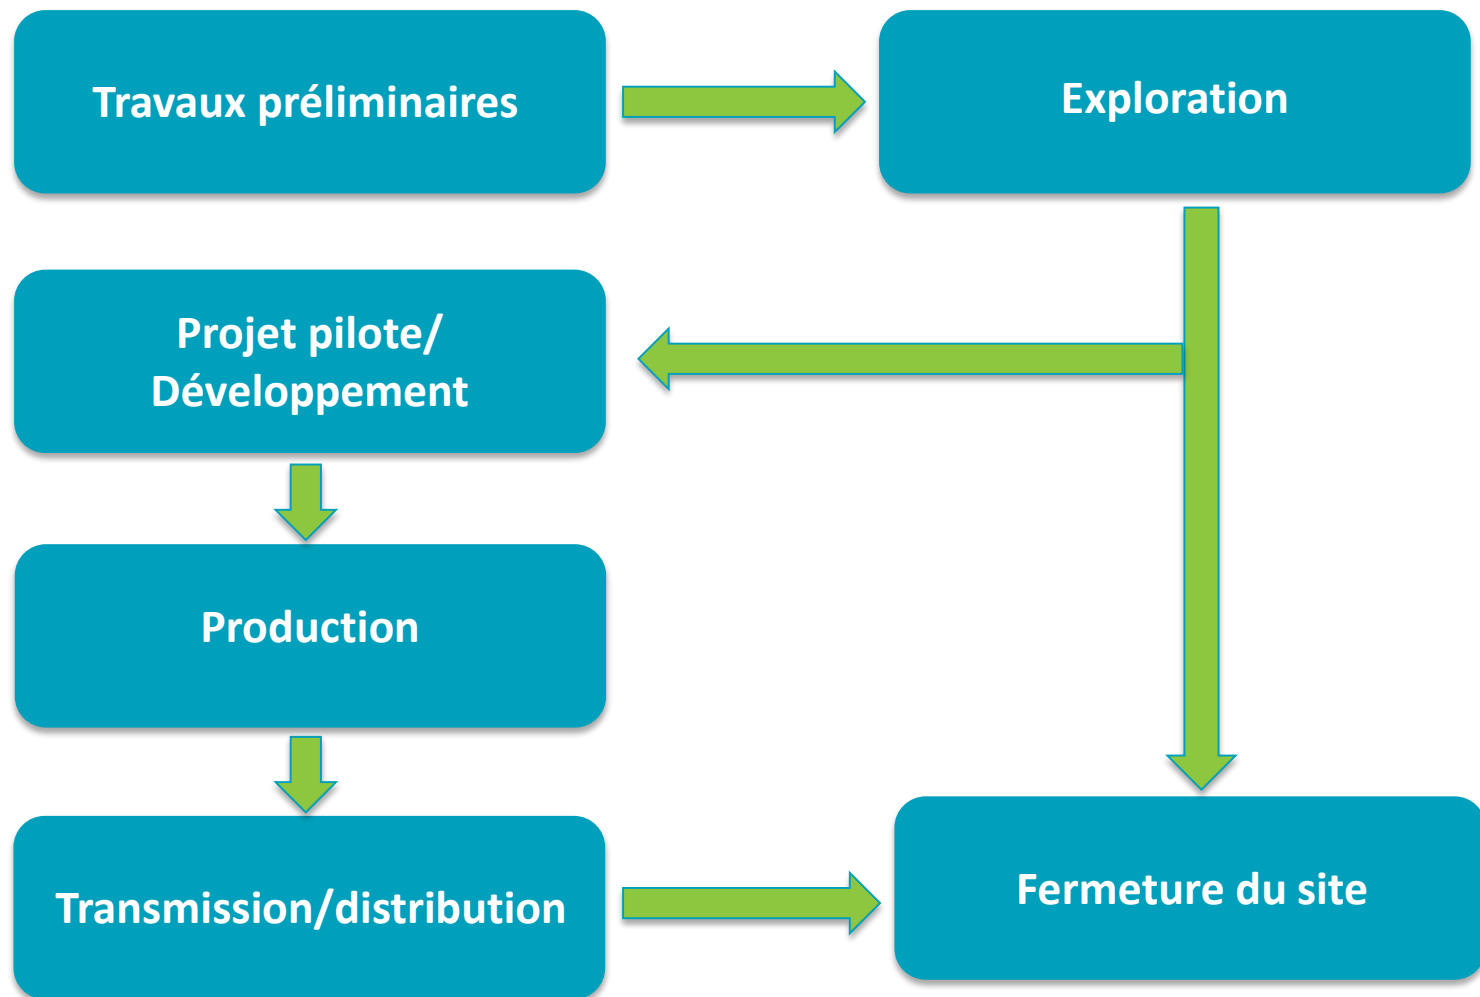 Travaux préliminaires
Exploration
Projet pilote/
Développement
Production
Transmission/distribution
Fermeture du site